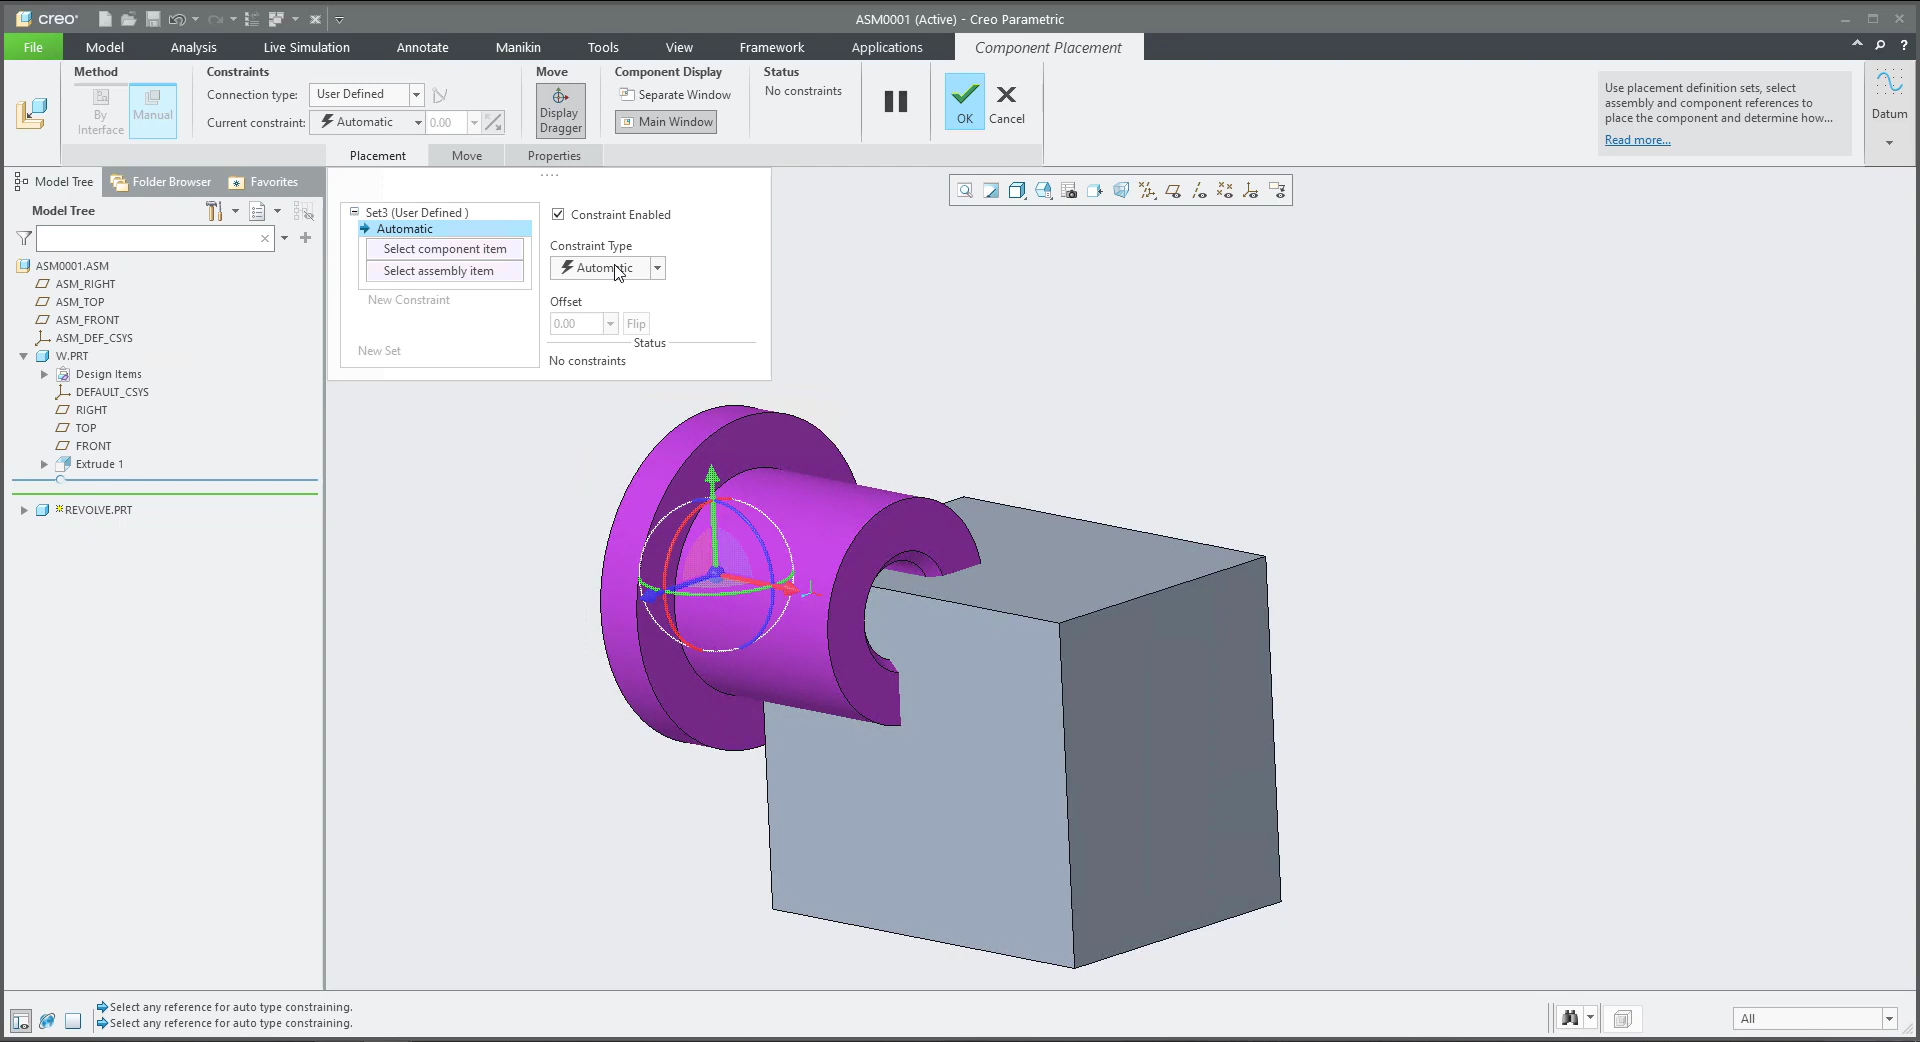 creo
ASM0001 (Active) - Creo Parametric
File
Model
Analysis
Live Simulation
Annotate
Manikin
Tools
View
Framework
Applications
Component Placement
Method
By Interface
Manual
Constraints
Connection type:
User Defined
Current constraint:
Automatic
0.00
Move
Display Dragger
Component Display
Separate Window
Main Window
Status
No constraints
OK
Cancel
Use placement definition sets, select
assembly and component references to
place the component and determine how...
Read more...
Datum
Placement
Move
Properties
Model Tree
Folder Browser
Favorites
Model Tree
ASM0001.ASM
ASM_RIGHT
ASM_TOP
ASM_FRONT
ASM_DEF_CSYS
W.PRT
Design Items
DEFAULT_CSYS
RIGHT
TOP
FRONT
Extrude 1
REVOLVE.PRT
Set3 (User Defined )
Automatic
Select component item
Select assembly item
New Constraint
New Set
Constraint Enabled
Constraint Type
Automatic
Offset
0.00
Flip
Status
No constraints
Select any reference for auto type constraining.
Select any reference for auto type constraining.
All